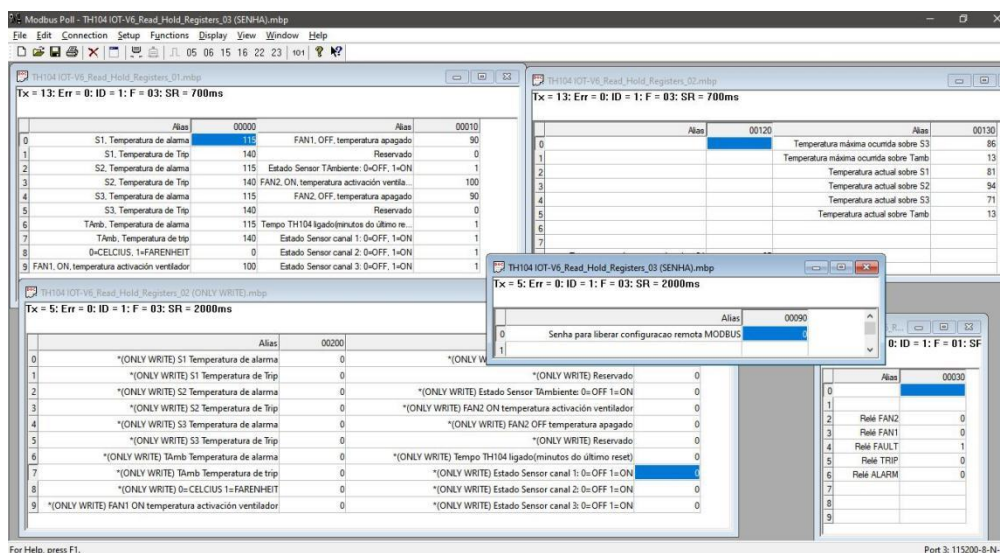 Modbus Poll - TH104 IOT-V6_Read_Hold_Registers_03 (SENHA).mbp
File Edit Connection Setup Functions Display View Window Help
05 06 15 16 22 23 101
TH104 IOT-V6_Read_Hold_Registers_01.mbp
Tx = 13: Err = 0: ID = 1: F = 03: SR = 700ms
Alias 00000 Alias 00010
0 S1, Temperatura de alarma 115 FAN1, OFF, temperatura apagado 90
1 S1, Temperatura de Trip 140 Reservado 0
2 S2, Temperatura de alarma 115 Estado Sensor TAmbiente: 0=OFF, 1=ON 1
3 S2, Temperatura de Trip 140 FAN2, ON, temperatura activación ventila... 100
4 S3, Temperatura de alarma 115 FAN2, OFF, temperatura apagado 90
5 S3, Temperatura de Trip 140 Reservado 0
6 TAmb, Temperatura de alarma 115 Tempo TH104 ligado(minutos do último re... 1
7 TAmb, Temperatura de trip 140 Estado Sensor canal 1: 0=OFF, 1=ON 1
8 0=CELCIUS, 1=FARENHEIT 0 Estado Sensor canal 2: 0=OFF, 1=ON 1
9 FAN1, ON, temperatura activación ventilador 100 Estado Sensor canal 3: 0=OFF, 1=ON 1
TH104 IOT-V6_Read_Hold_Registers_02.mbp
Tx = 13: Err = 0: ID = 1: F = 03: SR = 700ms
Alias 00120 Alias 00130
0 Temperatura máxima ocurrida sobre S3 86
1 Temperatura máxima ocurrida sobre Tamb 13
2 Temperatura actual sobre S1 81
3 Temperatura actual sobre S2 94
4 Temperatura actual sobre S3 71
5 Temperatura actual sobre Tamb 13
6
7
TH104 IOT-V6_Read_Hold_Registers_03 (SENHA).mbp
Tx = 5: Err = 0: ID = 1: F = 03: SR = 2000ms
Alias 00090
0 Senha para liberar configuracao remota MODBUS 0
1
TH104 IOT-V6_Read_Hold_Registers_02 (ONLY WRITE).mbp
Tx = 5: Err = 0: ID = 1: F = 03: SR = 2000ms
Alias 00200
0 *(ONLY WRITE) S1 Temperatura de alarma 0 *(ONLY W
1 *(ONLY WRITE) S1 Temperatura de Trip 0 *(ONLY WRITE) Reservado 0
2 *(ONLY WRITE) S2 Temperatura de alarma 0 *(ONLY WRITE) Estado Sensor TAmbiente: 0=OFF 1=ON 0
3 *(ONLY WRITE) S2 Temperatura de Trip 0 *(ONLY WRITE) FAN2 ON temperatura activación ventilador 0
4 *(ONLY WRITE) S3 Temperatura de alarma 0 *(ONLY WRITE) FAN2 OFF temperatura apagado 0
5 *(ONLY WRITE) S3 Temperatura de Trip 0 *(ONLY WRITE) Reservado 0
6 *(ONLY WRITE) TAmb Temperatura de alarma 0 *(ONLY WRITE) Tempo TH104 ligado(minutos do último reset) 0
7 *(ONLY WRITE) TAmb Temperatura de trip 0 *(ONLY WRITE) Estado Sensor canal 1: 0=OFF 1=ON 0
8 *(ONLY WRITE) 0=CELCIUS 1=FARENHEIT 0 *(ONLY WRITE) Estado Sensor canal 2: 0=OFF 1=ON 0
9 *(ONLY WRITE) FAN1 ON temperatura activación ventilador 0 *(ONLY WRITE) Estado Sensor canal 3: 0=OFF 1=ON 0
0: ID = 1: F = 01: SF
Alias 00030
0
1
2 Relé FAN2 0
3 Relé FAN1 0
4 Relé FAULT 1
5 Relé TRIP 0
6 Relé ALARM 0
7
8
9
For Help, press F1.
Port 3: 115200-8-N-